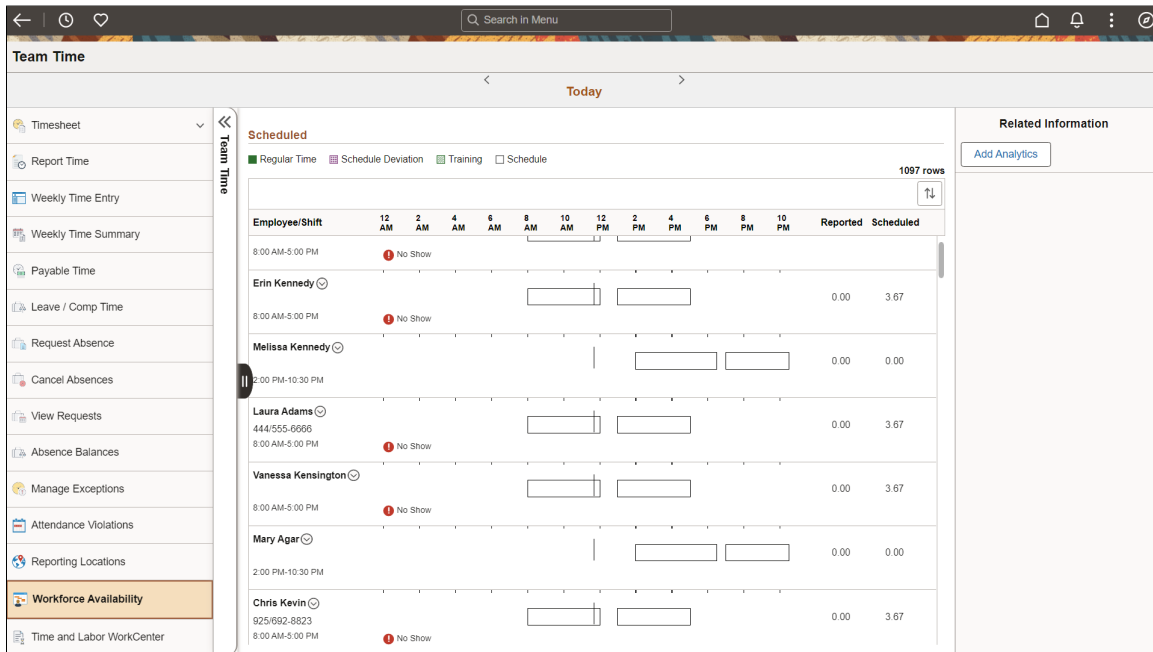 Search in Menu
Team Time
Today
Timesheet
Report Time
Weekly Time Entry
Weekly Time Summary
Payable Time
Leave / Comp Time
Request Absence
Cancel Absences
View Requests
Absence Balances
Manage Exceptions
Attendance Violations
Reporting Locations
Workforce Availability
Time and Labor WorkCenter
Team Time
Scheduled
Regular Time Schedule Deviation Training Schedule
1097 rows
Employee/Shift 12 AM 2 AM 4 AM 6 AM 8 AM 10 AM 12 PM 2 PM 4 PM 6 PM 8 PM 10 PM Reported Scheduled
8:00 AM-5:00 PM No Show
Erin Kennedy 0.00 3.67
8:00 AM-5:00 PM No Show
Melissa Kennedy 0.00 0.00
2:00 PM-10:30 PM
Laura Adams 0.00 3.67
444/555-6666
8:00 AM-5:00 PM No Show
Vanessa Kensington 0.00 3.67
8:00 AM-5:00 PM No Show
Mary Agar 0.00 0.00
2:00 PM-10:30 PM
Chris Kevin 0.00 3.67
925/692-8823
8:00 AM-5:00 PM No Show
Related Information
Add Analytics